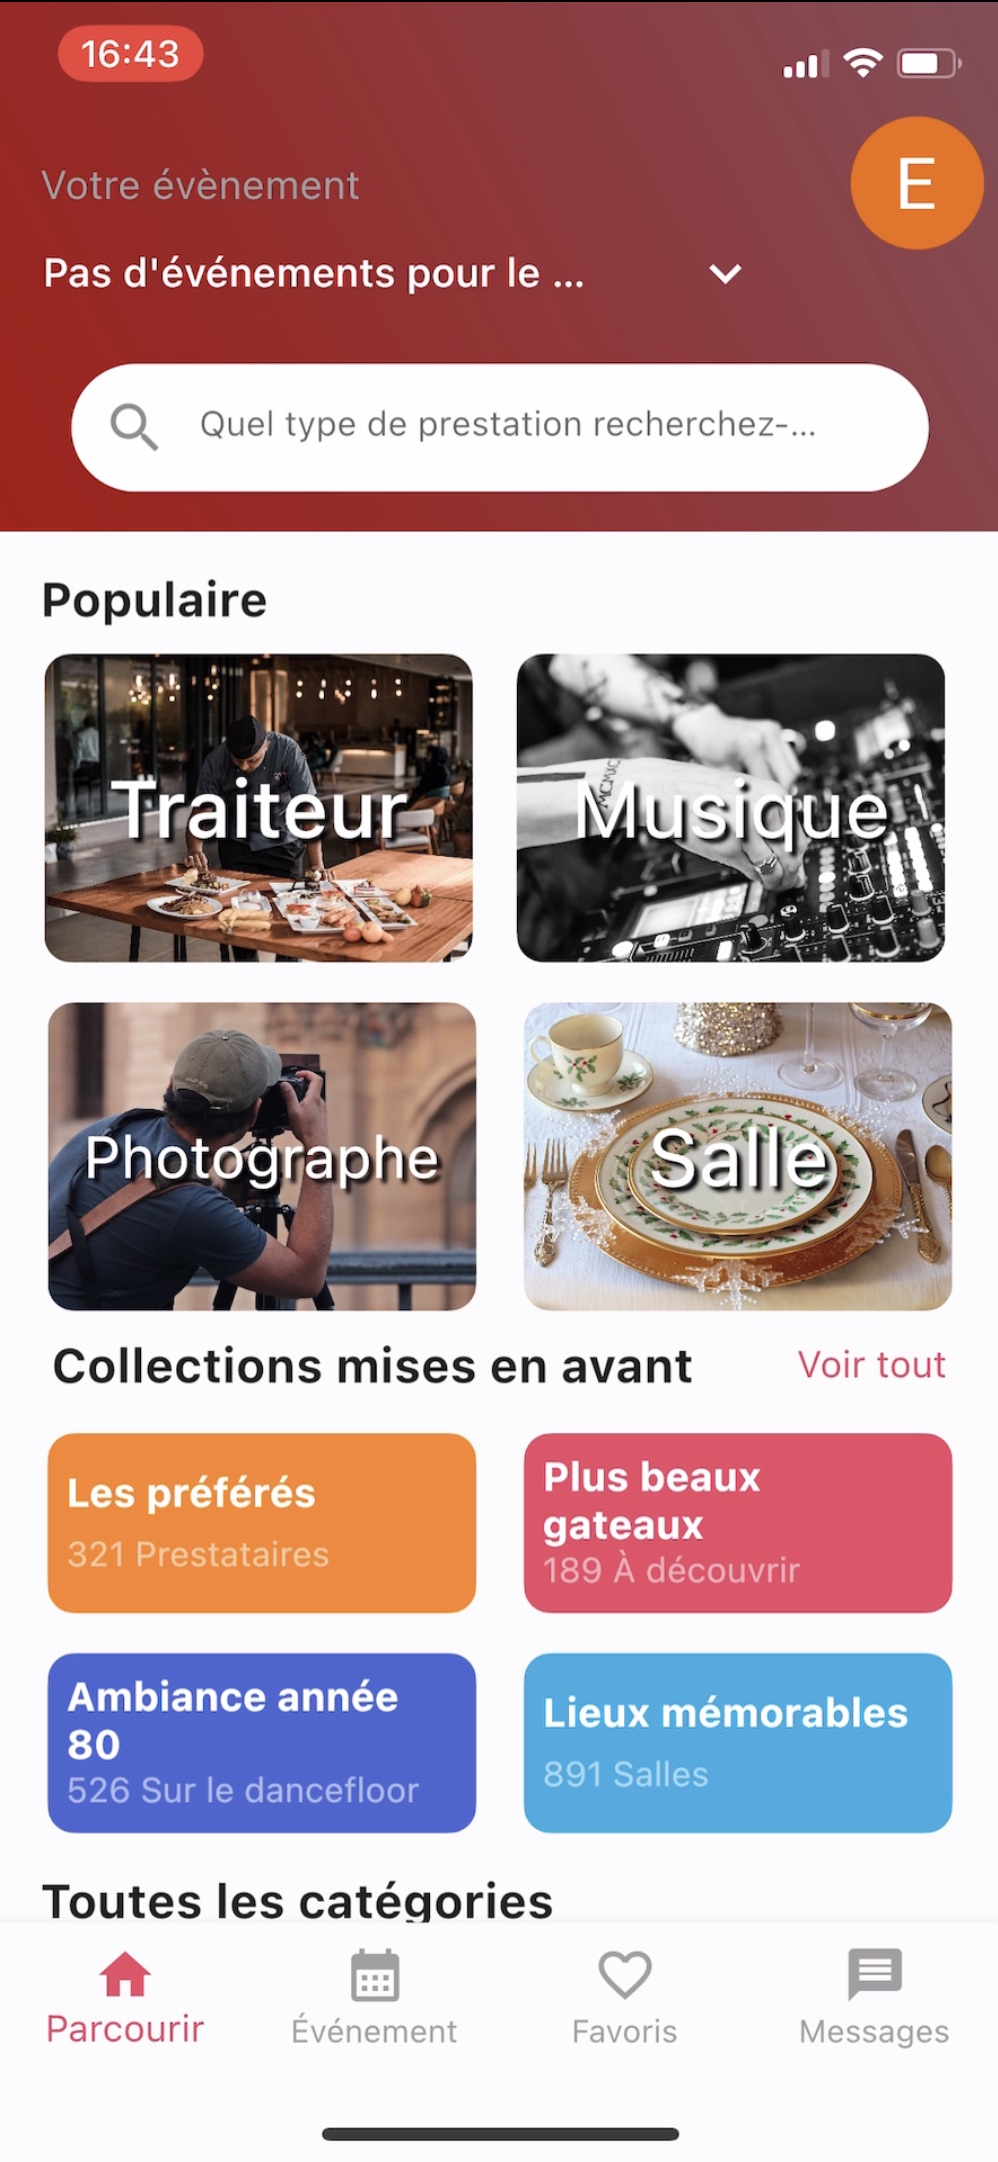 16:43
E
Votre évènement
Pas d'événements pour le ...
Quel type de prestation recherchez-...
Populaire
Traiteur
MCMXC
Musique
Photographe
Salle
Collections mises en avant
Voir tout
Les préférés
321 Prestataires
Plus beaux
gateaux
189 À découvrir
Ambiance année
80
526 Sur le dancefloor
Lieux mémorables
891 Salles
Toutes les catégories
Parcourir
Événement
Favoris
Messages